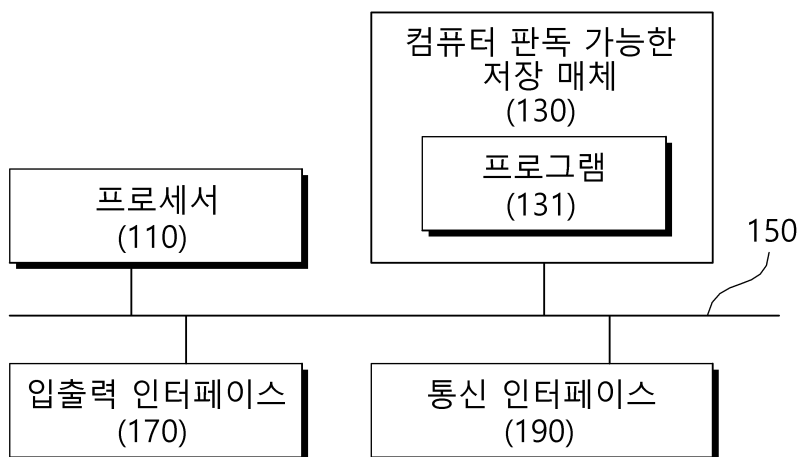 컴퓨터 판독 가능한
저장 매체
(130)
프로그램
(131)
프로세서
(110)
150
입출력 인터페이스
(170)
통신 인터페이스
(190)